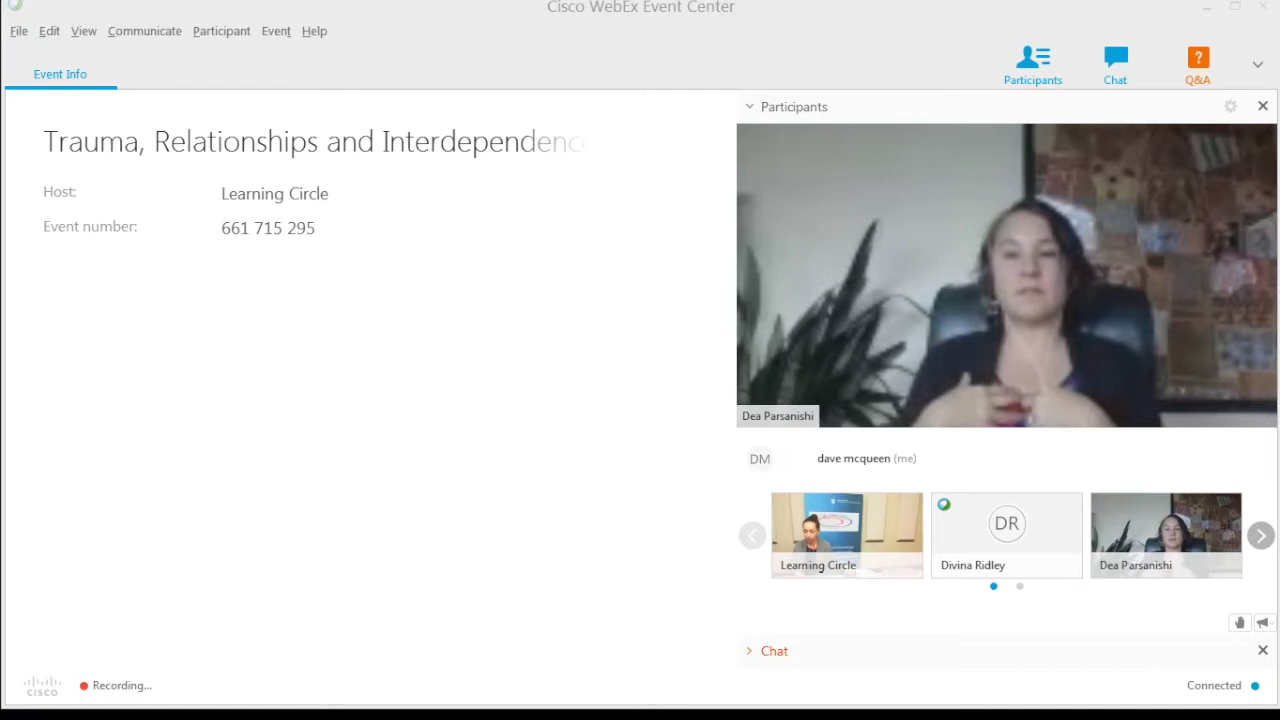 Cisco WebEx Event Center
File Edit View Communicate Participant Event Help
Participants Chat ? Q&A
Event Info
Participants
Trauma, Relationships and Interdependence
Host: Learning Circle
Event number: 661 715 295
Dea Parsanishi
DM dave mcqueen (me)
DR
Learning Circle Divina Ridley Dea Parsanishi
Chat
CISCO Recording... Connected